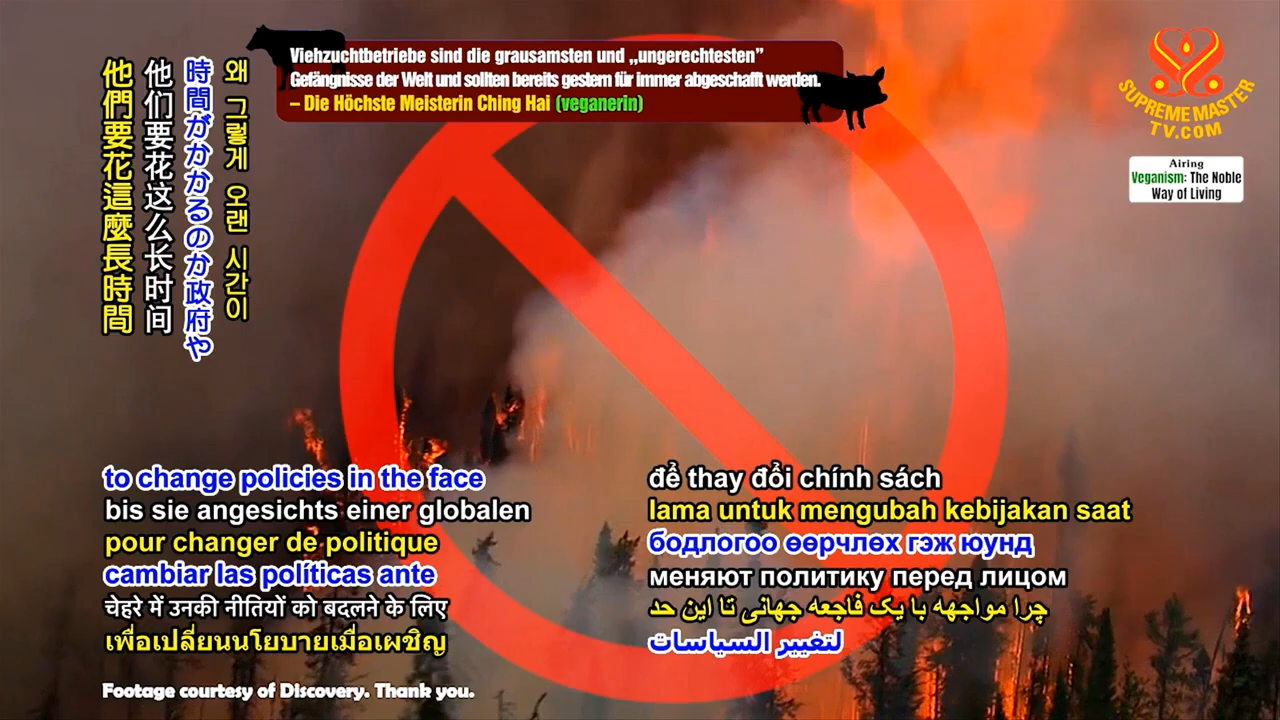 Viehzuchtbetriebe sind die grausamsten und „ungerechtesten”
Gefängnisse der Welt und sollten bereits gestern für immer abgeschafft werden.
– Die Höchste Meisterin Ching Hai (veganerin)
SUPREME MASTER
TV.COM
Airing
Veganism: The Noble
Way of Living
왜 그렇게 오랜 시간이
時間がかかるのか政府や
他们要花这么长时间
他們要花這麼長時間
to change policies in the face
bis sie angesichts einer globalen
pour changer de politique
cambiar las políticas ante
चेहरे में उनकी नीतियों को बदलने के लिए
เพื่อเปลี่ยนนโยบายเมื่อเผชิญ
để thay đổi chính sách
lama untuk mengubah kebijakan saat
бодлогоо өөрчлөх гэж юунд
меняют политику перед лицом
چرا مواجهه با یک فاجعه جهانی تا این حد
لتغيير السياسات
Footage courtesy of Discovery. Thank you.